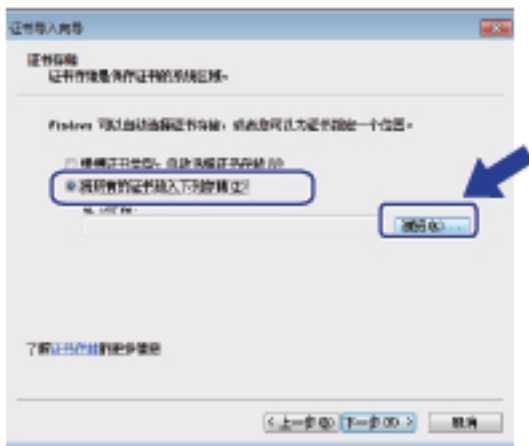 证书导入向导
证书存储
证书存储是保存证书的系统区域。
Windows 可以自动选择证书存储，或者您可以为证书指定一个位置。
根据证书类型，自动选择证书存储(U)
将所有的证书放入下列存储(P)
证书存储:
浏览(R)...
了解证书存储的更多信息
< 上一步(B) 下一步(N) > 取消